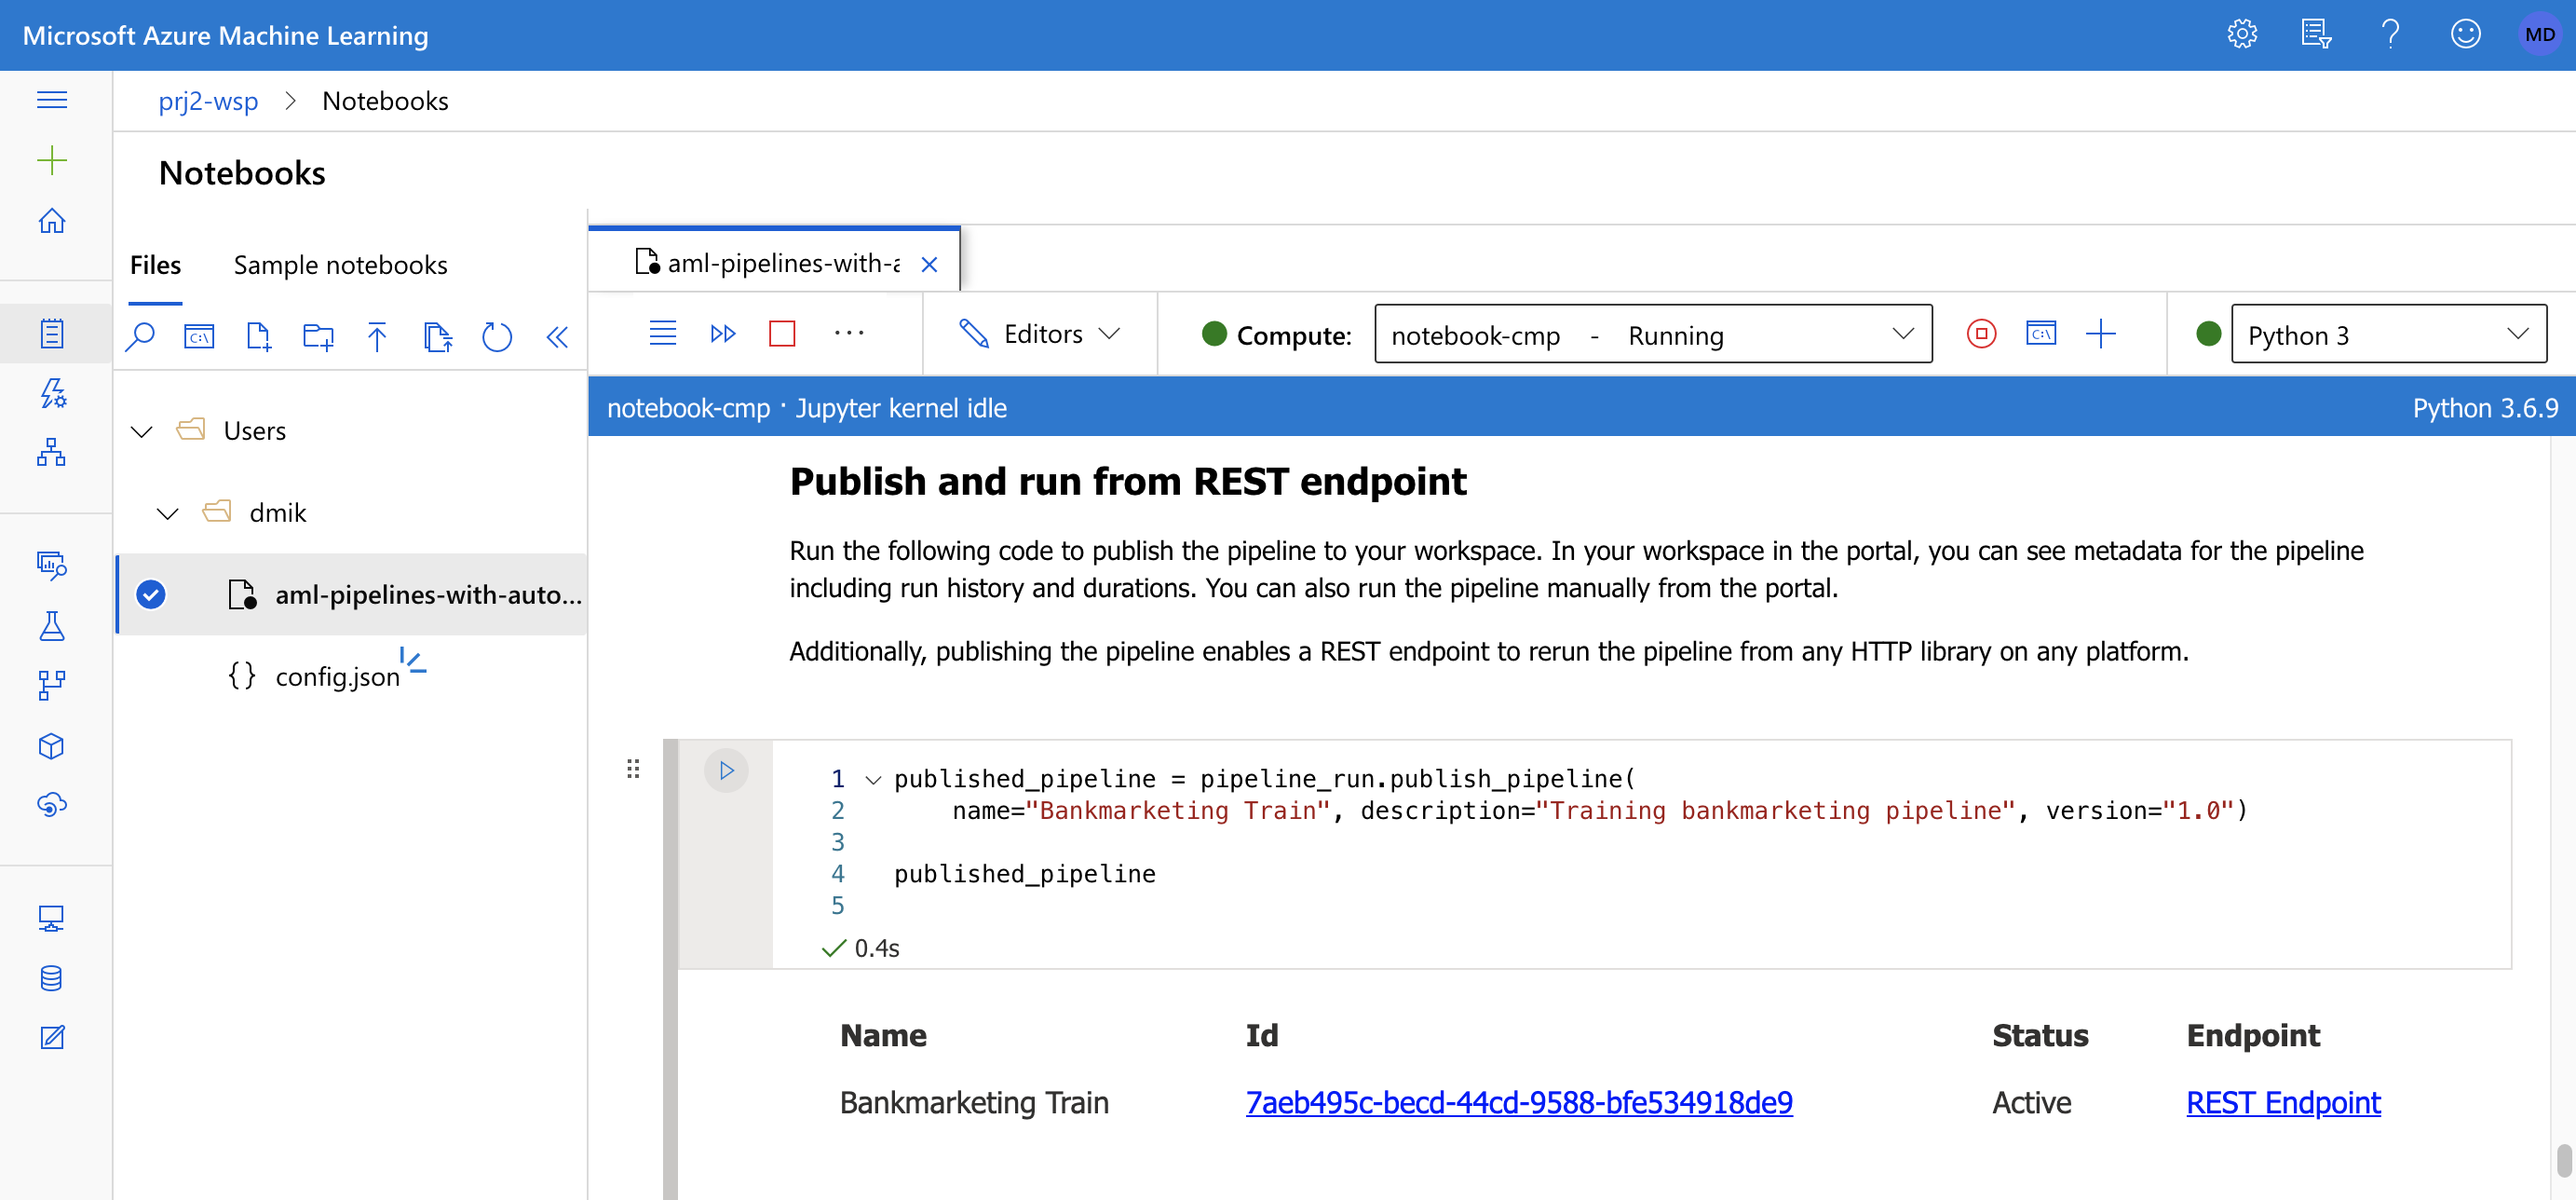 Microsoft Azure Machine Learning
MD
prj2-wsp > Notebooks
Notebooks
Files Sample notebooks
aml-pipelines-with-a
Editors
Compute: notebook-cmp - Running
Python 3
notebook-cmp · Jupyter kernel idle
Python 3.6.9
Users
dmik
aml-pipelines-with-auto...
{} config.json
Publish and run from REST endpoint
Run the following code to publish the pipeline to your workspace. In your workspace in the portal, you can see metadata for the pipeline
including run history and durations. You can also run the pipeline manually from the portal.
Additionally, publishing the pipeline enables a REST endpoint to rerun the pipeline from any HTTP library on any platform.
1 published_pipeline = pipeline_run.publish_pipeline(
2 name="Bankmarketing Train", description="Training bankmarketing pipeline", version="1.0")
3
4 published_pipeline
5
0.4s
Name Id Status Endpoint
Bankmarketing Train 7aeb495c-becd-44cd-9588-bfe534918de9 Active REST Endpoint